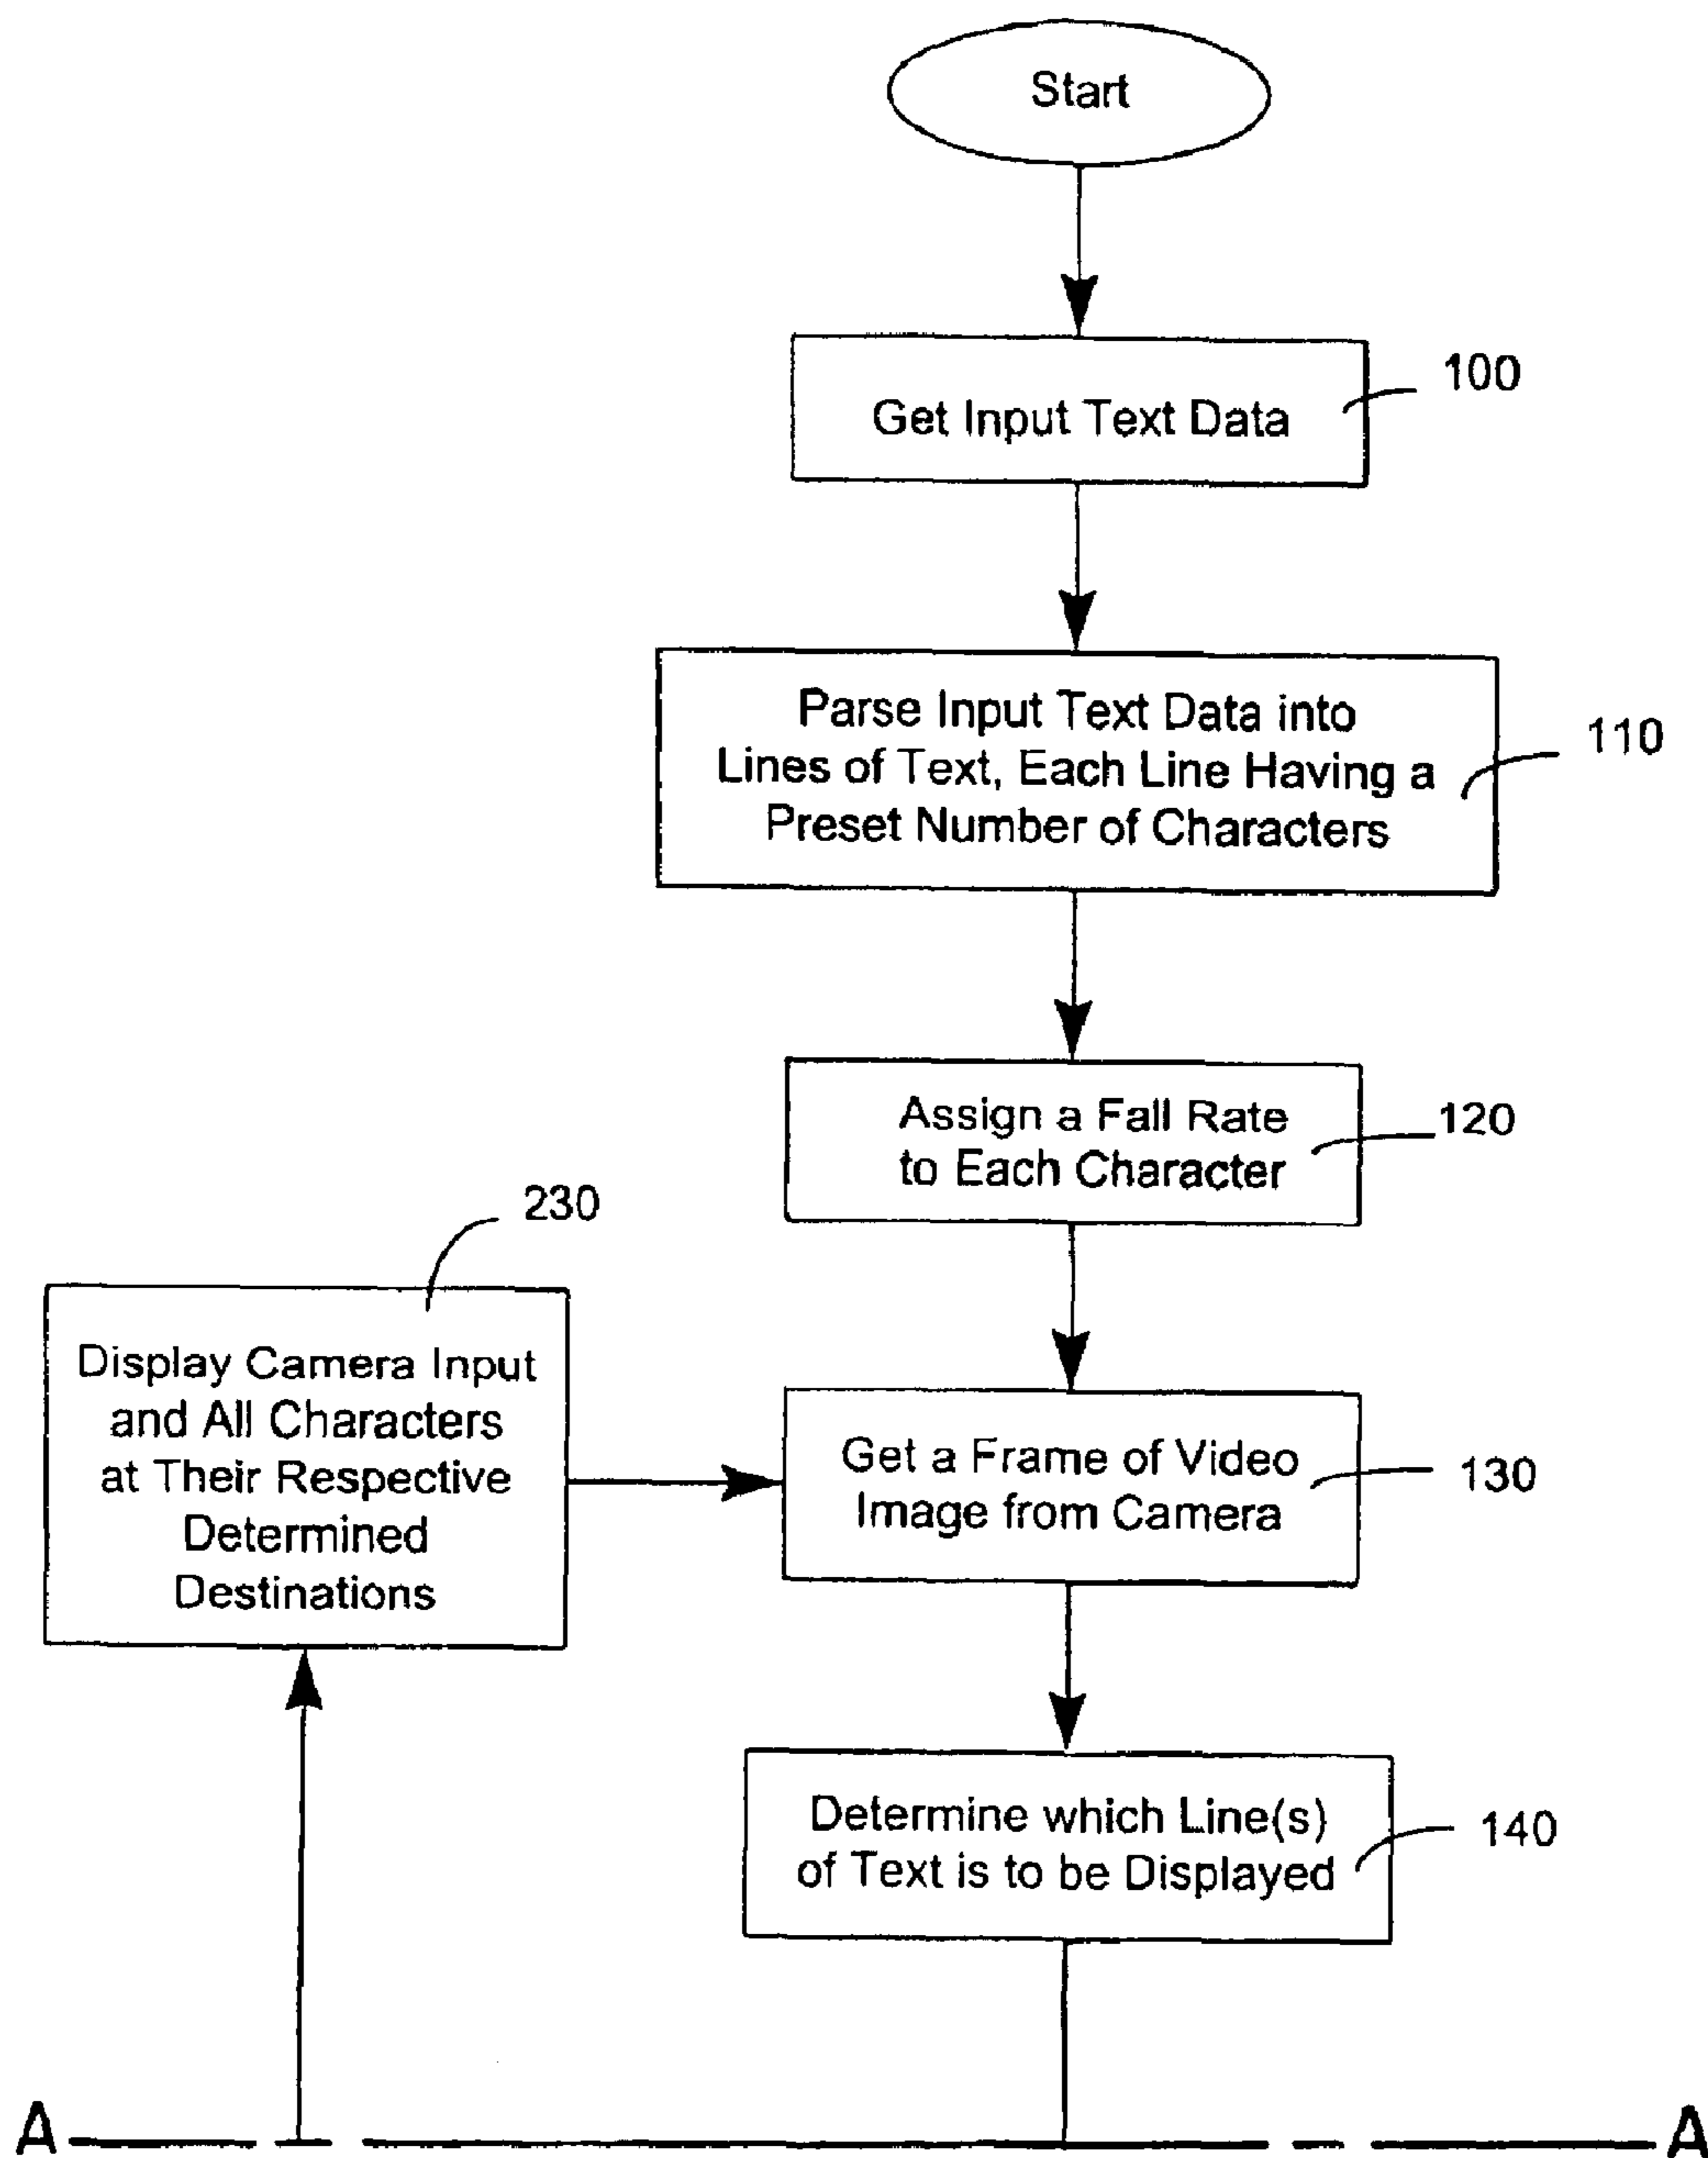 Start
100
Get Input Text Data
Parse Input Text Data into
Lines of Text, Each Line Having a
Preset Number of Characters
110
Assign a Fall Rate
to Each Character
120
230
Display Camera Input
and All Characters
at Their Respective
Determined
Destinations
Get a Frame of Video
Image from Camera
130
Determine which Line(s)
of Text is to be Displayed
140
A A